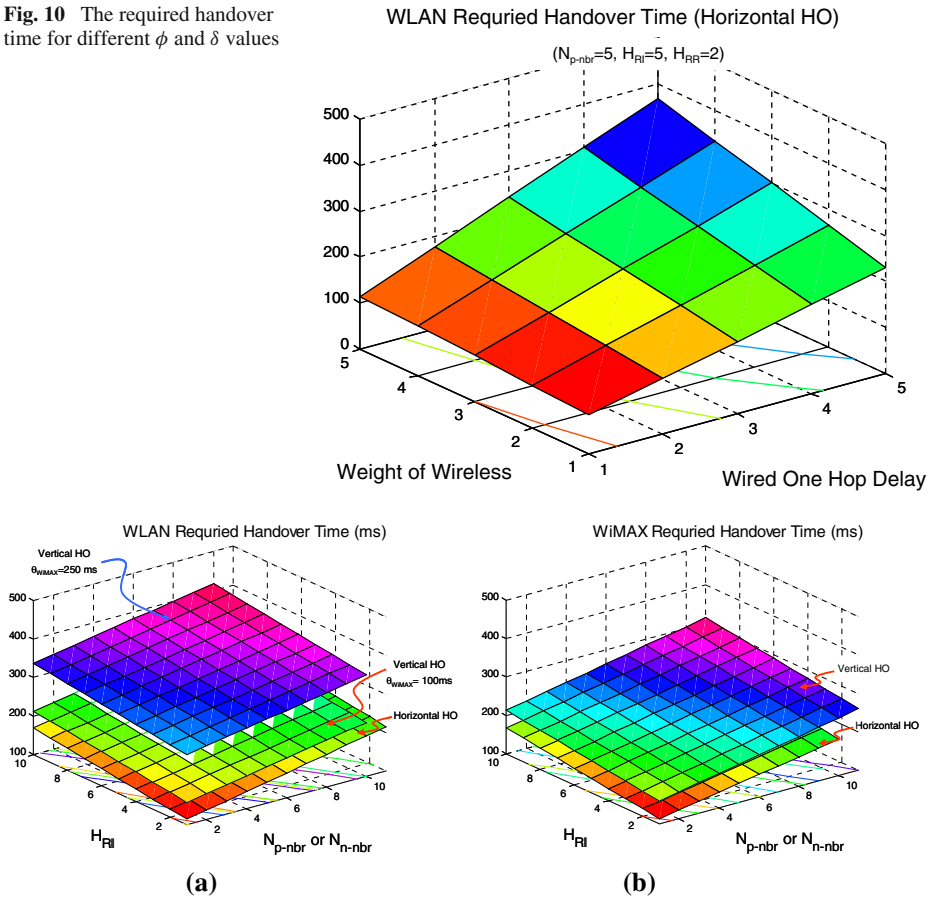 Fig. 10 The required handover
time for different ϕ and δ values
WLAN Requried Handover Time (Horizontal HO)
(Np-nbr=5, HRI=5, HRR=2)
500
400
300
200
100
0
5
4
3
2
1
1
2
3
4
5
Weight of Wireless
Wired One Hop Delay
WLAN Requried Handover Time (ms)
Vertical HO
θWiMAX=250 ms
500
400
300
200
100
10
8
6
4
2
2
4
6
8
10
Vertical HO
θWiMAX= 100ms
Horizontal HO
HRI
Np-nbr or Nn-nbr
(a)
WiMAX Requried Handover Time (ms)
500
400
300
200
100
10
8
6
4
2
2
4
6
8
10
Vertical HO
Horizontal HO
HRI
Np-nbr or Nn-nbr
(b)